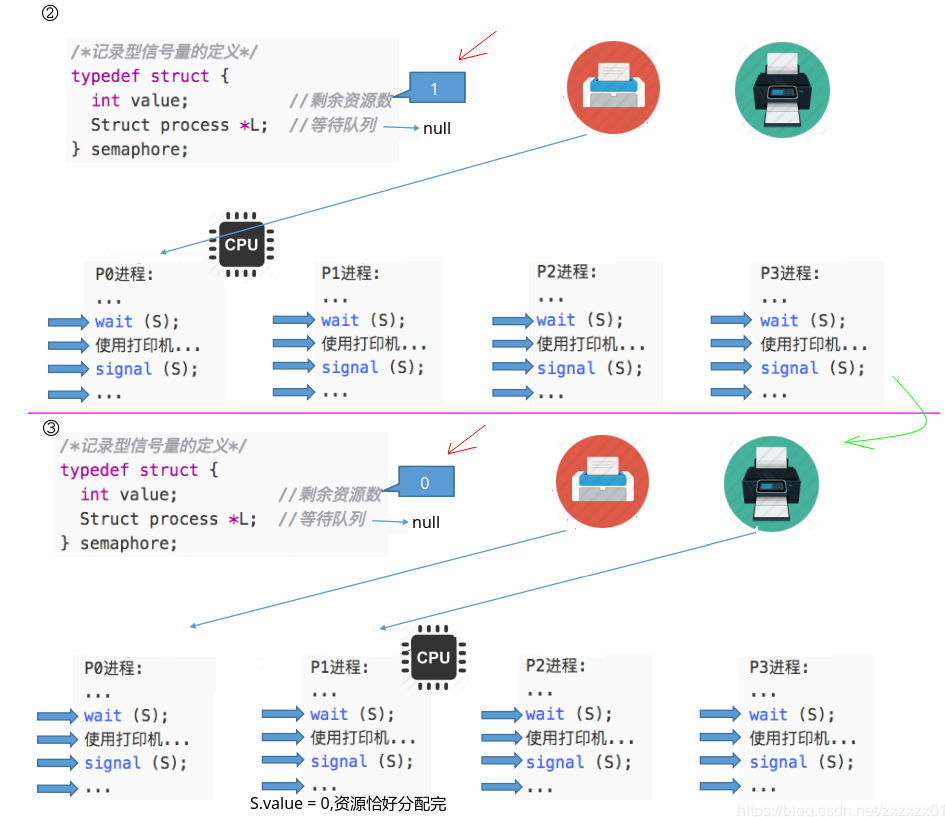 ②
/*记录型信号量的定义*/
typedef struct {
int value; //剩余资源数 1
Struct process *L; //等待队列 null
} semaphore;
CPU
P0进程: P1进程: P2进程: P3进程:
... ... ... ...
wait (S); wait (S); wait (S); wait (S);
使用打印机... 使用打印机... 使用打印机... 使用打印机...
signal (S); signal (S); signal (S); signal (S);
... ... ... ...
③
/*记录型信号量的定义*/
typedef struct {
int value; //剩余资源数 0
Struct process *L; //等待队列 null
} semaphore;
CPU
P0进程: P1进程: P2进程: P3进程:
... ... ... ...
wait (S); wait (S); wait (S); wait (S);
使用打印机... 使用打印机... 使用打印机... 使用打印机...
signal (S); signal (S); signal (S); signal (S);
... ... ... ...
S.value = 0,资源恰好分配完
https://blog.csdn.net/zxzxzx01